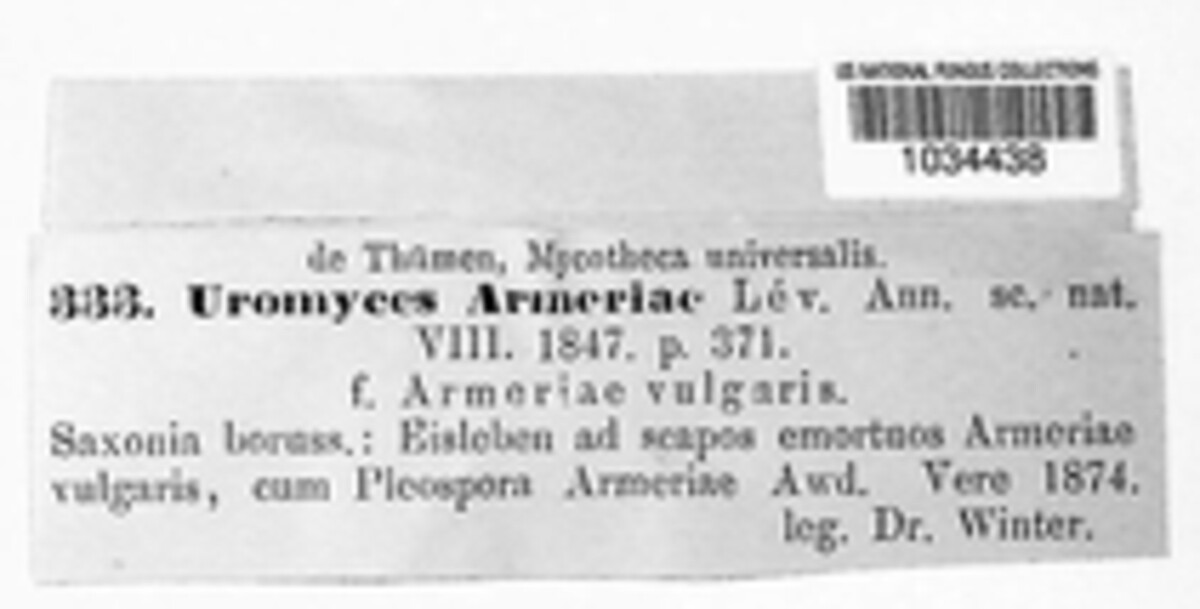 US NATIONAL FUNGUS COLLECTIONS
1034438
de Thümen, Mycotheca universalis.
333. Uromyces Armeriae Lév. Ann. sc. nat.
VIII. 1847. p. 371.
f. Armeriae vulgaris.
Saxonia boruss.: Eisleben ad scapos emortuos Armeriae
vulgaris, cum Pleospora Armeriae Awd. Vere 1874.
leg. Dr. Winter.